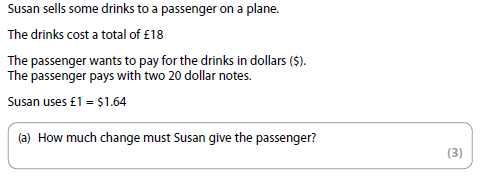 Susan sells some drinks to a passenger on a plane.
The drinks cost a total of £18
The passenger wants to pay for the drinks in dollars ($).
The passenger pays with two 20 dollar notes.
Susan uses £1 = $1.64
(a) How much change must Susan give the passenger?
(3)